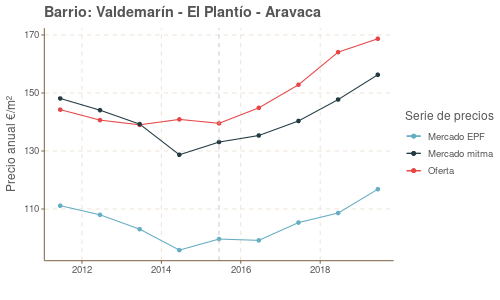 Barrio: Valdemarín - El Plantío - Aravaca
Precio anual €/m²
170
150
130
110
2012
2014
2016
2018
Serie de precios
Mercado EPF
Mercado mitma
Oferta